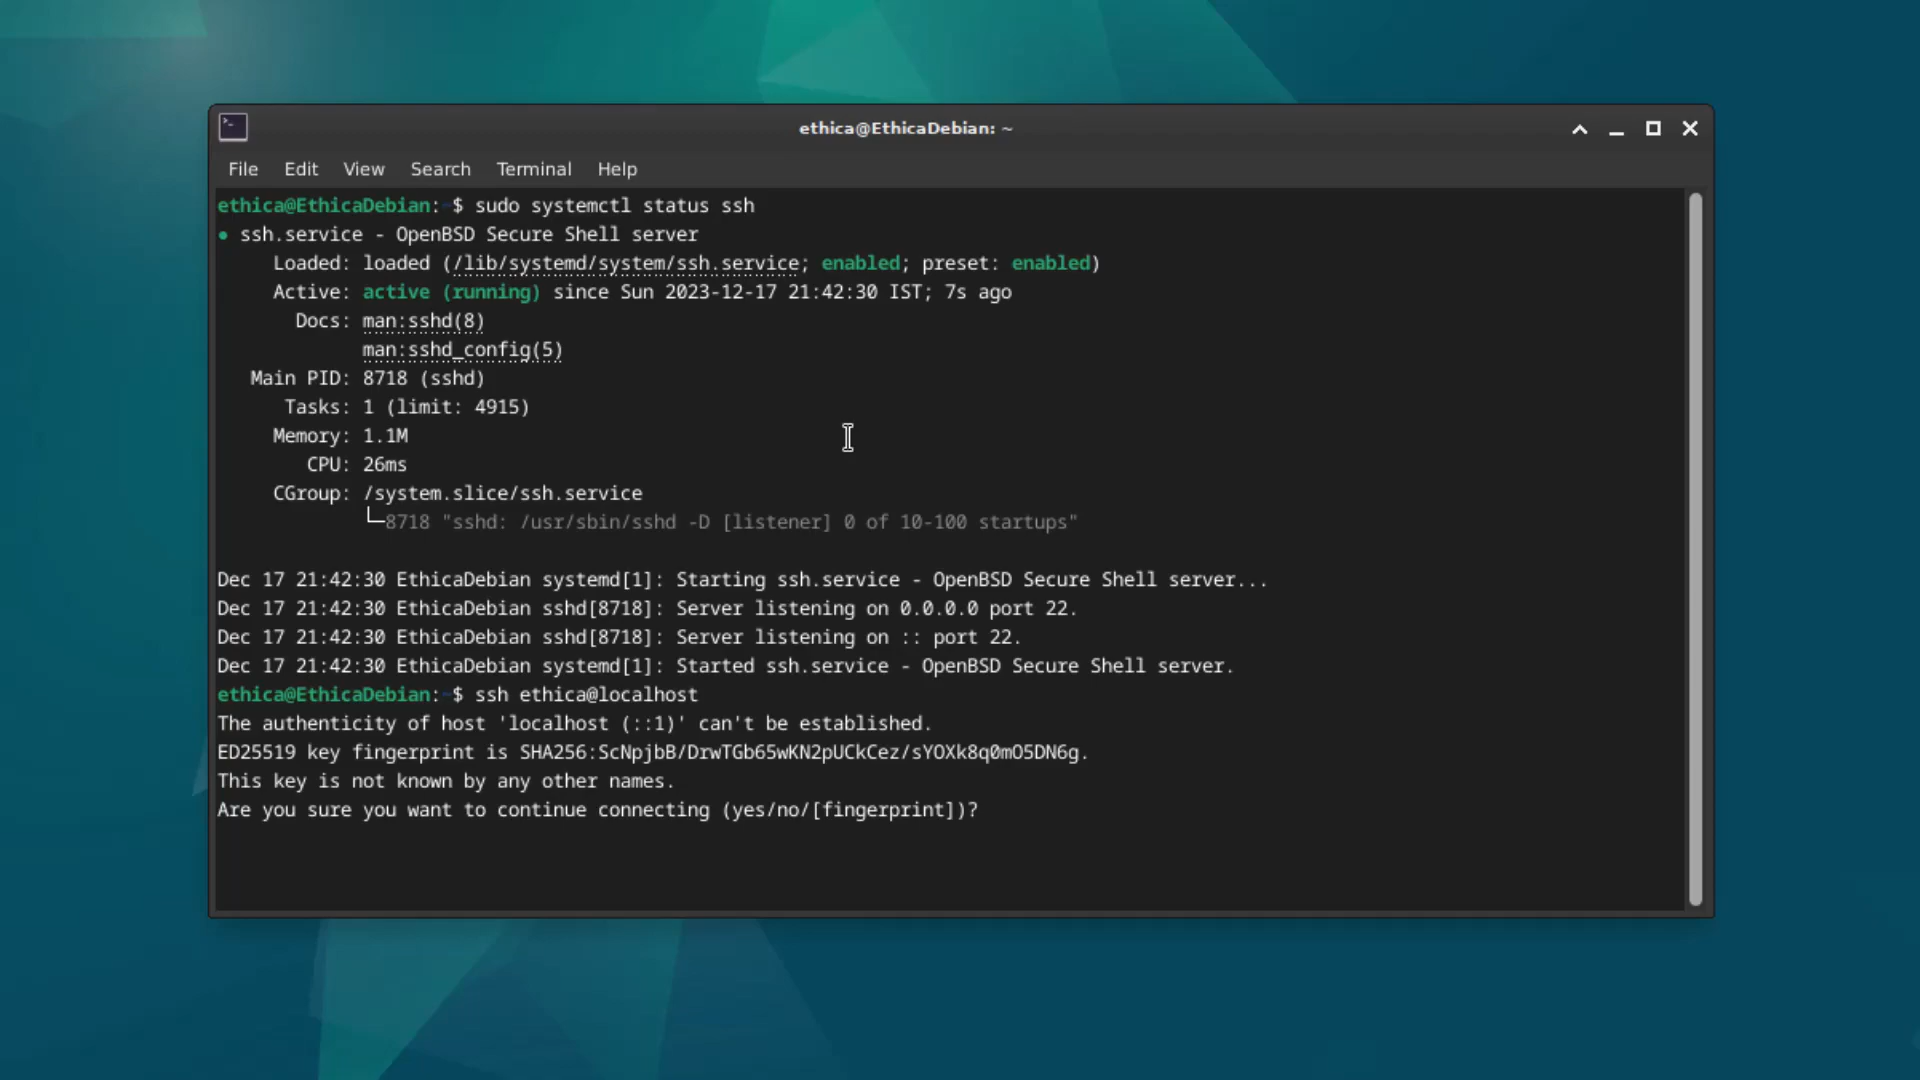 ethica@EthicaDebian: ~
File Edit View Search Terminal Help
ethica@EthicaDebian:~$ sudo systemctl status ssh
● ssh.service - OpenBSD Secure Shell server
Loaded: loaded (/lib/systemd/system/ssh.service; enabled; preset: enabled)
Active: active (running) since Sun 2023-12-17 21:42:30 IST; 7s ago
Docs: man:sshd(8)
man:sshd_config(5)
Main PID: 8718 (sshd)
Tasks: 1 (limit: 4915)
Memory: 1.1M
CPU: 26ms
CGroup: /system.slice/ssh.service
└─8718 "sshd: /usr/sbin/sshd -D [listener] 0 of 10-100 startups"
Dec 17 21:42:30 EthicaDebian systemd[1]: Starting ssh.service - OpenBSD Secure Shell server...
Dec 17 21:42:30 EthicaDebian sshd[8718]: Server listening on 0.0.0.0 port 22.
Dec 17 21:42:30 EthicaDebian sshd[8718]: Server listening on :: port 22.
Dec 17 21:42:30 EthicaDebian systemd[1]: Started ssh.service - OpenBSD Secure Shell server.
ethica@EthicaDebian:~$ ssh ethica@localhost
The authenticity of host 'localhost (::1)' can't be established.
ED25519 key fingerprint is SHA256:ScNpjbB/DrwTGb65wKN2pUCkCez/sYOXk8q0mO5DN6g.
This key is not known by any other names.
Are you sure you want to continue connecting (yes/no/[fingerprint])?